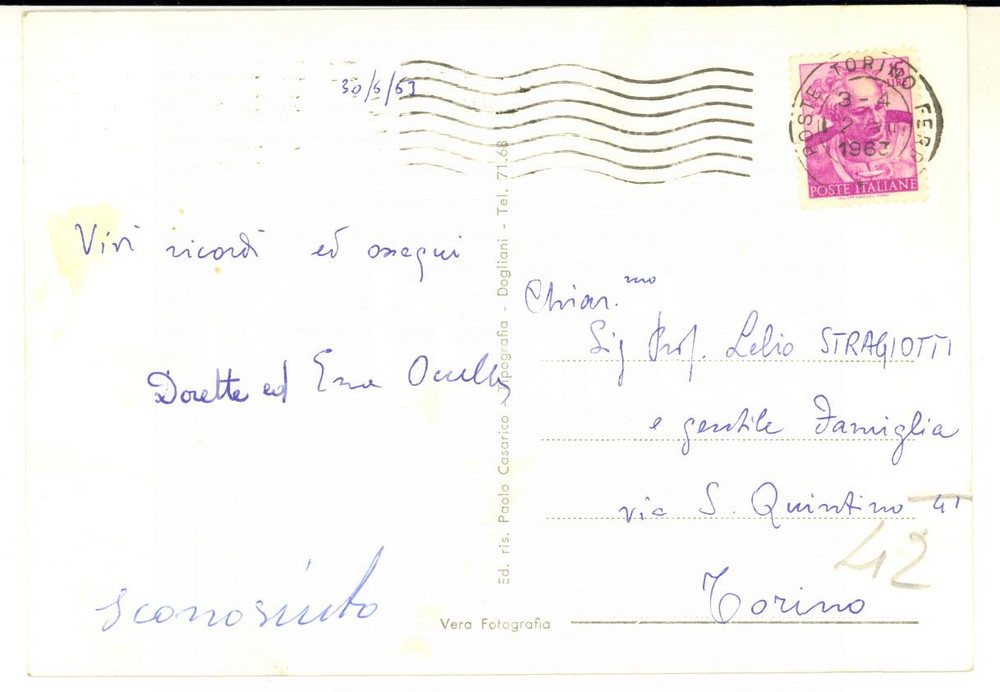 30/6/63
POSTE TORINO FERR.
3-4
1963
POSTE ITALIANE
Vivi ricordi ed ossequi
Dorette ed
sconosciuto
Chiar.mo
Sig Prof. Lelio STRAGIOTTI
e gentile Famiglia
via S. Quintino 41
42
Torino
Vera Fotografia
Ed. ris. Paolo Casarico - Tipografia - Dogliani - Tel. 71.68